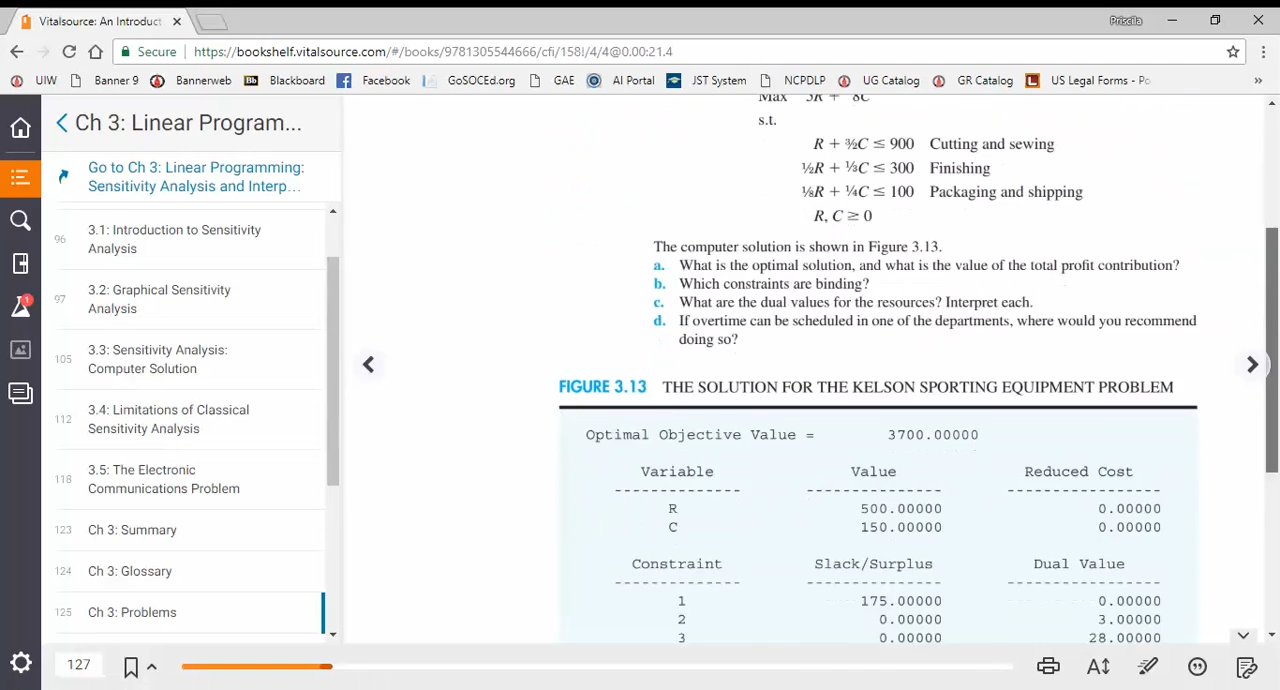 Vitalsource: An Introduct
Priscila
Secure https://bookshelf.vitalsource.com/#/books/9781305544666/cfi/158!/4/4@0.00:21.4
UIW Banner 9 Bannerweb Bb Blackboard Facebook GoSOCEd.org GAE AI Portal JST System NCPDLP UG Catalog GR Catalog L US Legal Forms - Po »
Ch 3: Linear Program...
Go to Ch 3: Linear Programming:
Sensitivity Analysis and Interp...
96 3.1: Introduction to Sensitivity
Analysis
97 3.2: Graphical Sensitivity
Analysis
105 3.3: Sensitivity Analysis:
Computer Solution
112 3.4: Limitations of Classical
Sensitivity Analysis
118 3.5: The Electronic
Communications Problem
123 Ch 3: Summary
124 Ch 3: Glossary
125 Ch 3: Problems
1
Max 5R + 8C
s.t.
R + 3⁄2C ≤ 900 Cutting and sewing
½R + ⅓C ≤ 300 Finishing
⅛R + ¼C ≤ 100 Packaging and shipping
R, C ≥ 0
The computer solution is shown in Figure 3.13.
a. What is the optimal solution, and what is the value of the total profit contribution?
b. Which constraints are binding?
c. What are the dual values for the resources? Interpret each.
d. If overtime can be scheduled in one of the departments, where would you recommend
doing so?
FIGURE 3.13 THE SOLUTION FOR THE KELSON SPORTING EQUIPMENT PROBLEM
Optimal Objective Value = 3700.00000
Variable Value Reduced Cost
-------------- --------------- -----------------
R 500.00000 0.00000
C 150.00000 0.00000
Constraint Slack/Surplus Dual Value
-------------- --------------- -----------------
1 175.00000 0.00000
2 0.00000 3.00000
3 0.00000 28.00000
127